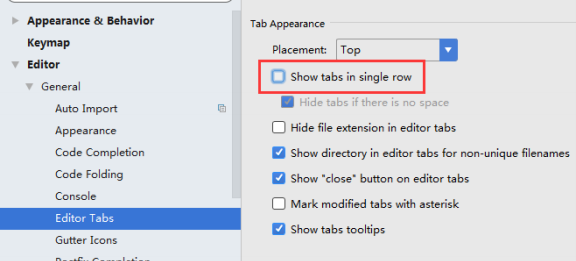 Appearance & Behavior
Keymap
Editor
General
Auto Import
Appearance
Code Completion
Code Folding
Console
Editor Tabs
Gutter Icons
Postfix Completion
Tab Appearance
Placement: Top
Show tabs in single row
Hide tabs if there is no space
Hide file extension in editor tabs
Show directory in editor tabs for non-unique filenames
Show "close" button on editor tabs
Mark modified tabs with asterisk
Show tabs tooltips